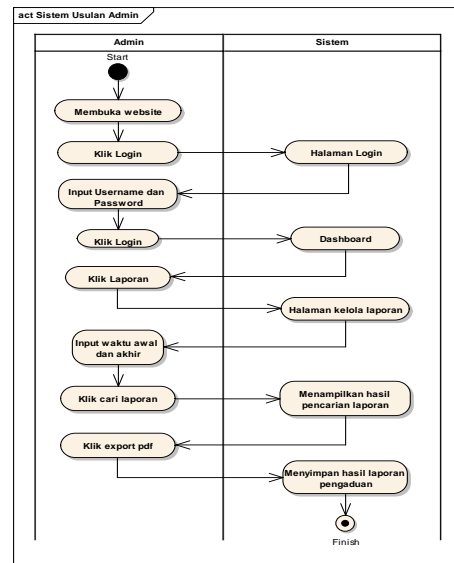 act Sistem Usulan Admin
Admin
Sistem
Start
Membuka website
Klik Login
Halaman Login
Input Username dan
Password
Klik Login
Dashboard
Klik Laporan
Halaman kelola laporan
Input waktu awal
dan akhir
Klik cari laporan
Menampilkan hasil
pencarian laporan
Klik export pdf
Menyimpan hasil laporan
pengaduan
Finish